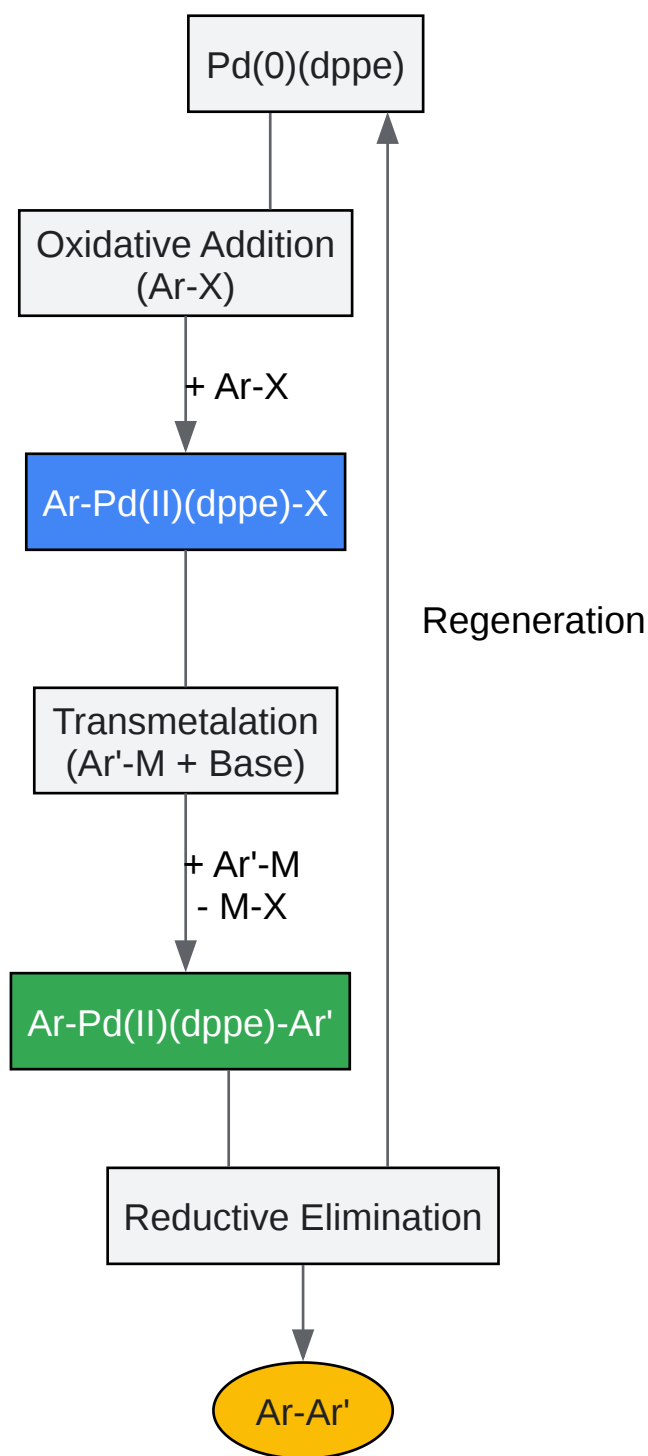 Pd(0)(dppe)
Oxidative Addition
(Ar-X)
+ Ar-X
Ar-Pd(II)(dppe)-X
Regeneration
Transmetalation
(Ar'-M + Base)
+ Ar'-M
- M-X
Ar-Pd(II)(dppe)-Ar'
Reductive Elimination
Ar-Ar'